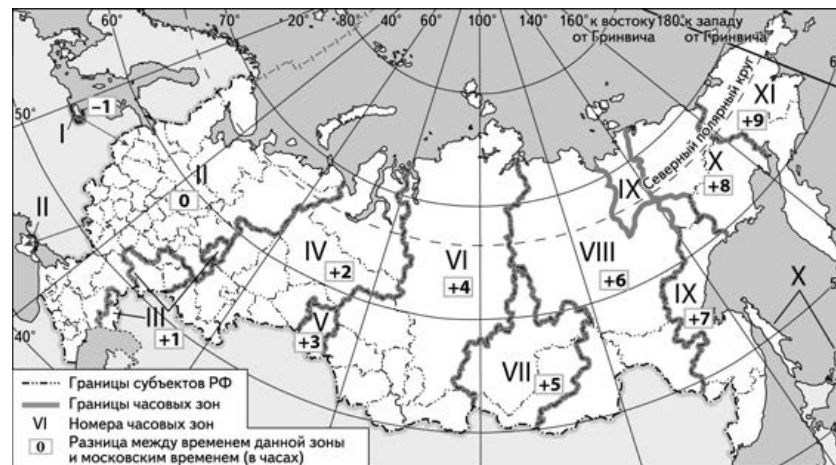 60°
70°
20°
80°
40°
60°
100°
160° к востоку
от Гринвича
180° к западу
от Гринвича
50°
40°
Северный полярный круг
I
-1
II
II
0
III
+1
IV
+2
V
+3
VI
+4
VII
+5
VIII
+6
IX
IX
+7
X
+8
X
XI
+9
Границы субъектов РФ
Границы часовых зон
VI Номера часовых зон
0 Разница между временем данной зоны
и московским временем (в часах)